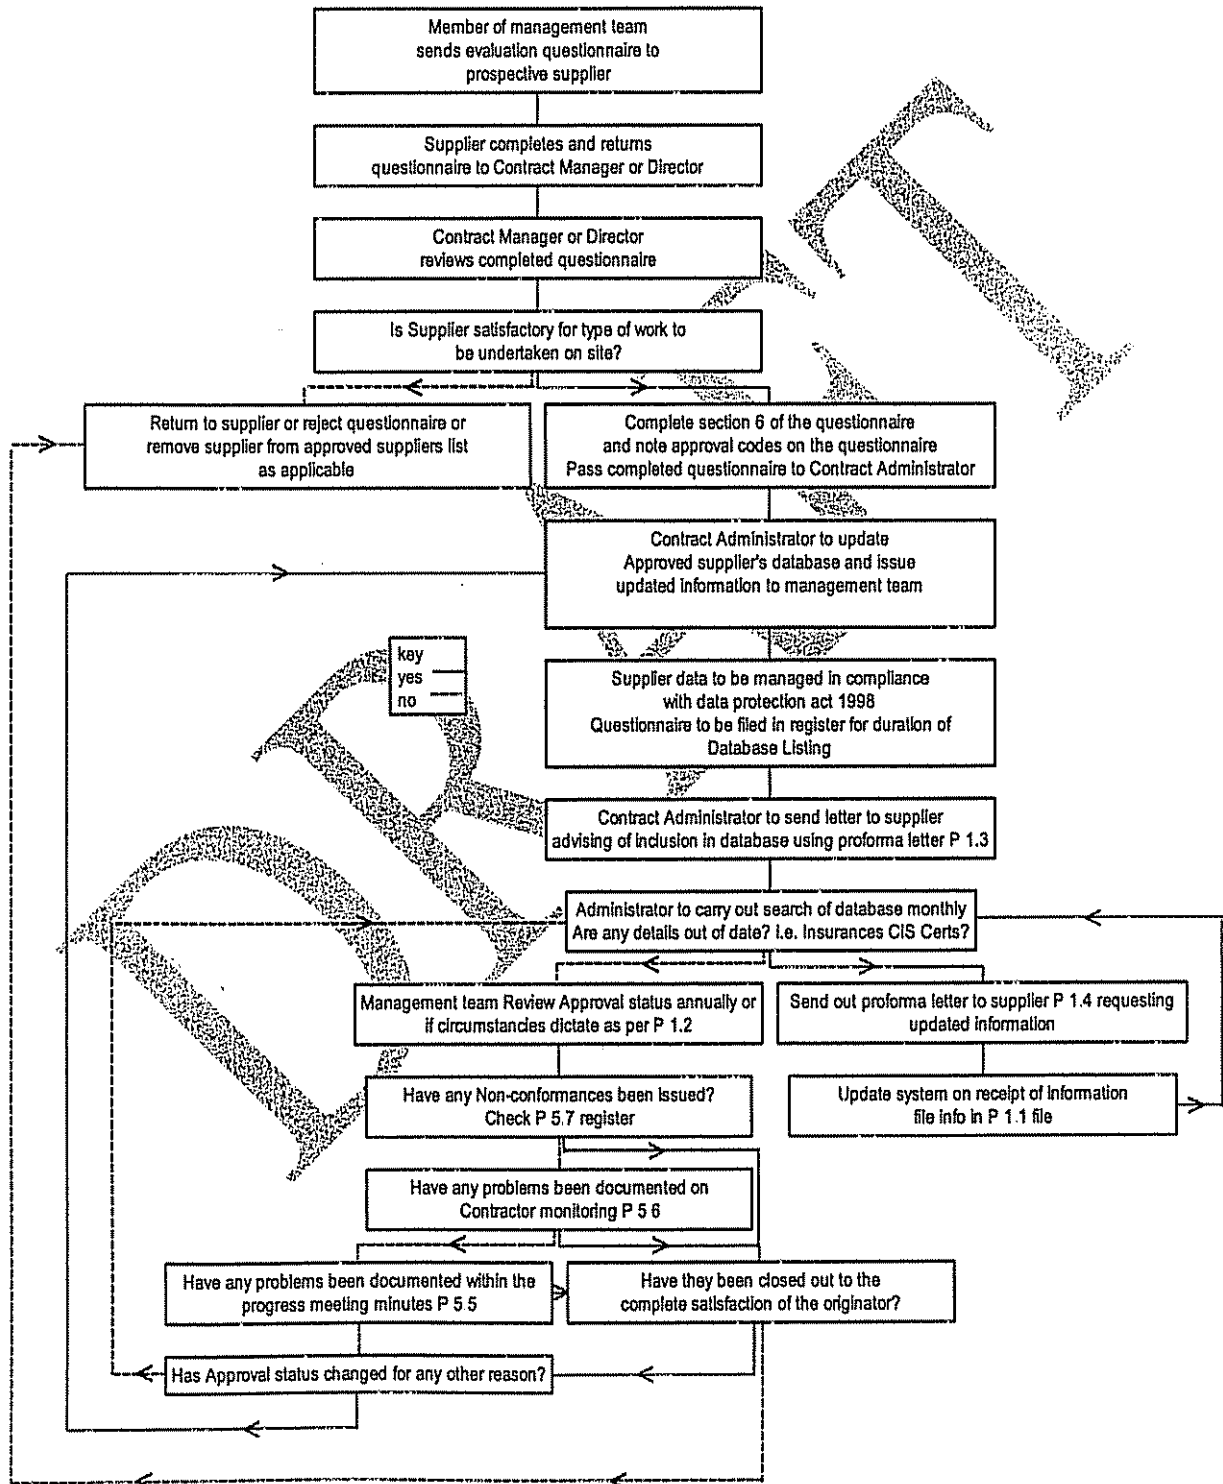 Member of management team
sends evaluation questionnaire to
prospective supplier
Supplier completes and returns
questionnaire to Contract Manager or Director
Contract Manager or Director
reviews completed questionnaire
Is Supplier satisfactory for type of work to
be undertaken on site?
Return to supplier or reject questionnaire or
remove supplier from approved suppliers list
as applicable
Complete section 6 of the questionnaire
and note approval codes on the questionnaire
Pass completed questionnaire to Contract Administrator
Contract Administrator to update
Approved supplier's database and issue
updated information to management team
key
yes
no
Supplier data to be managed in compliance
with data protection act 1998
Questionnaire to be filed in register for duration of
Database Listing
Contract Administrator to send letter to supplier
advising of inclusion in database using proforma letter P 1.3
Administrator to carry out search of database monthly
Are any details out of date? i.e. Insurances CIS Certs?
Management team Review Approval status annually or
if circumstancies dictate as per P 1.2
Send out proforma letter to supplier P 1.4 requesting
updated information
Have any Non-conformances been issued?
Check P 5.7 register
Update system on receipt of information
file info in P 1.1 file
Have any problems been documented on
Contractor monitoring P 5 6
Have any problems been documented within the
progress meeting minutes P 5.5
Have they been closed out to the
complete satisfaction of the originator?
Has Approval status changed for any other reason?
DRAFT